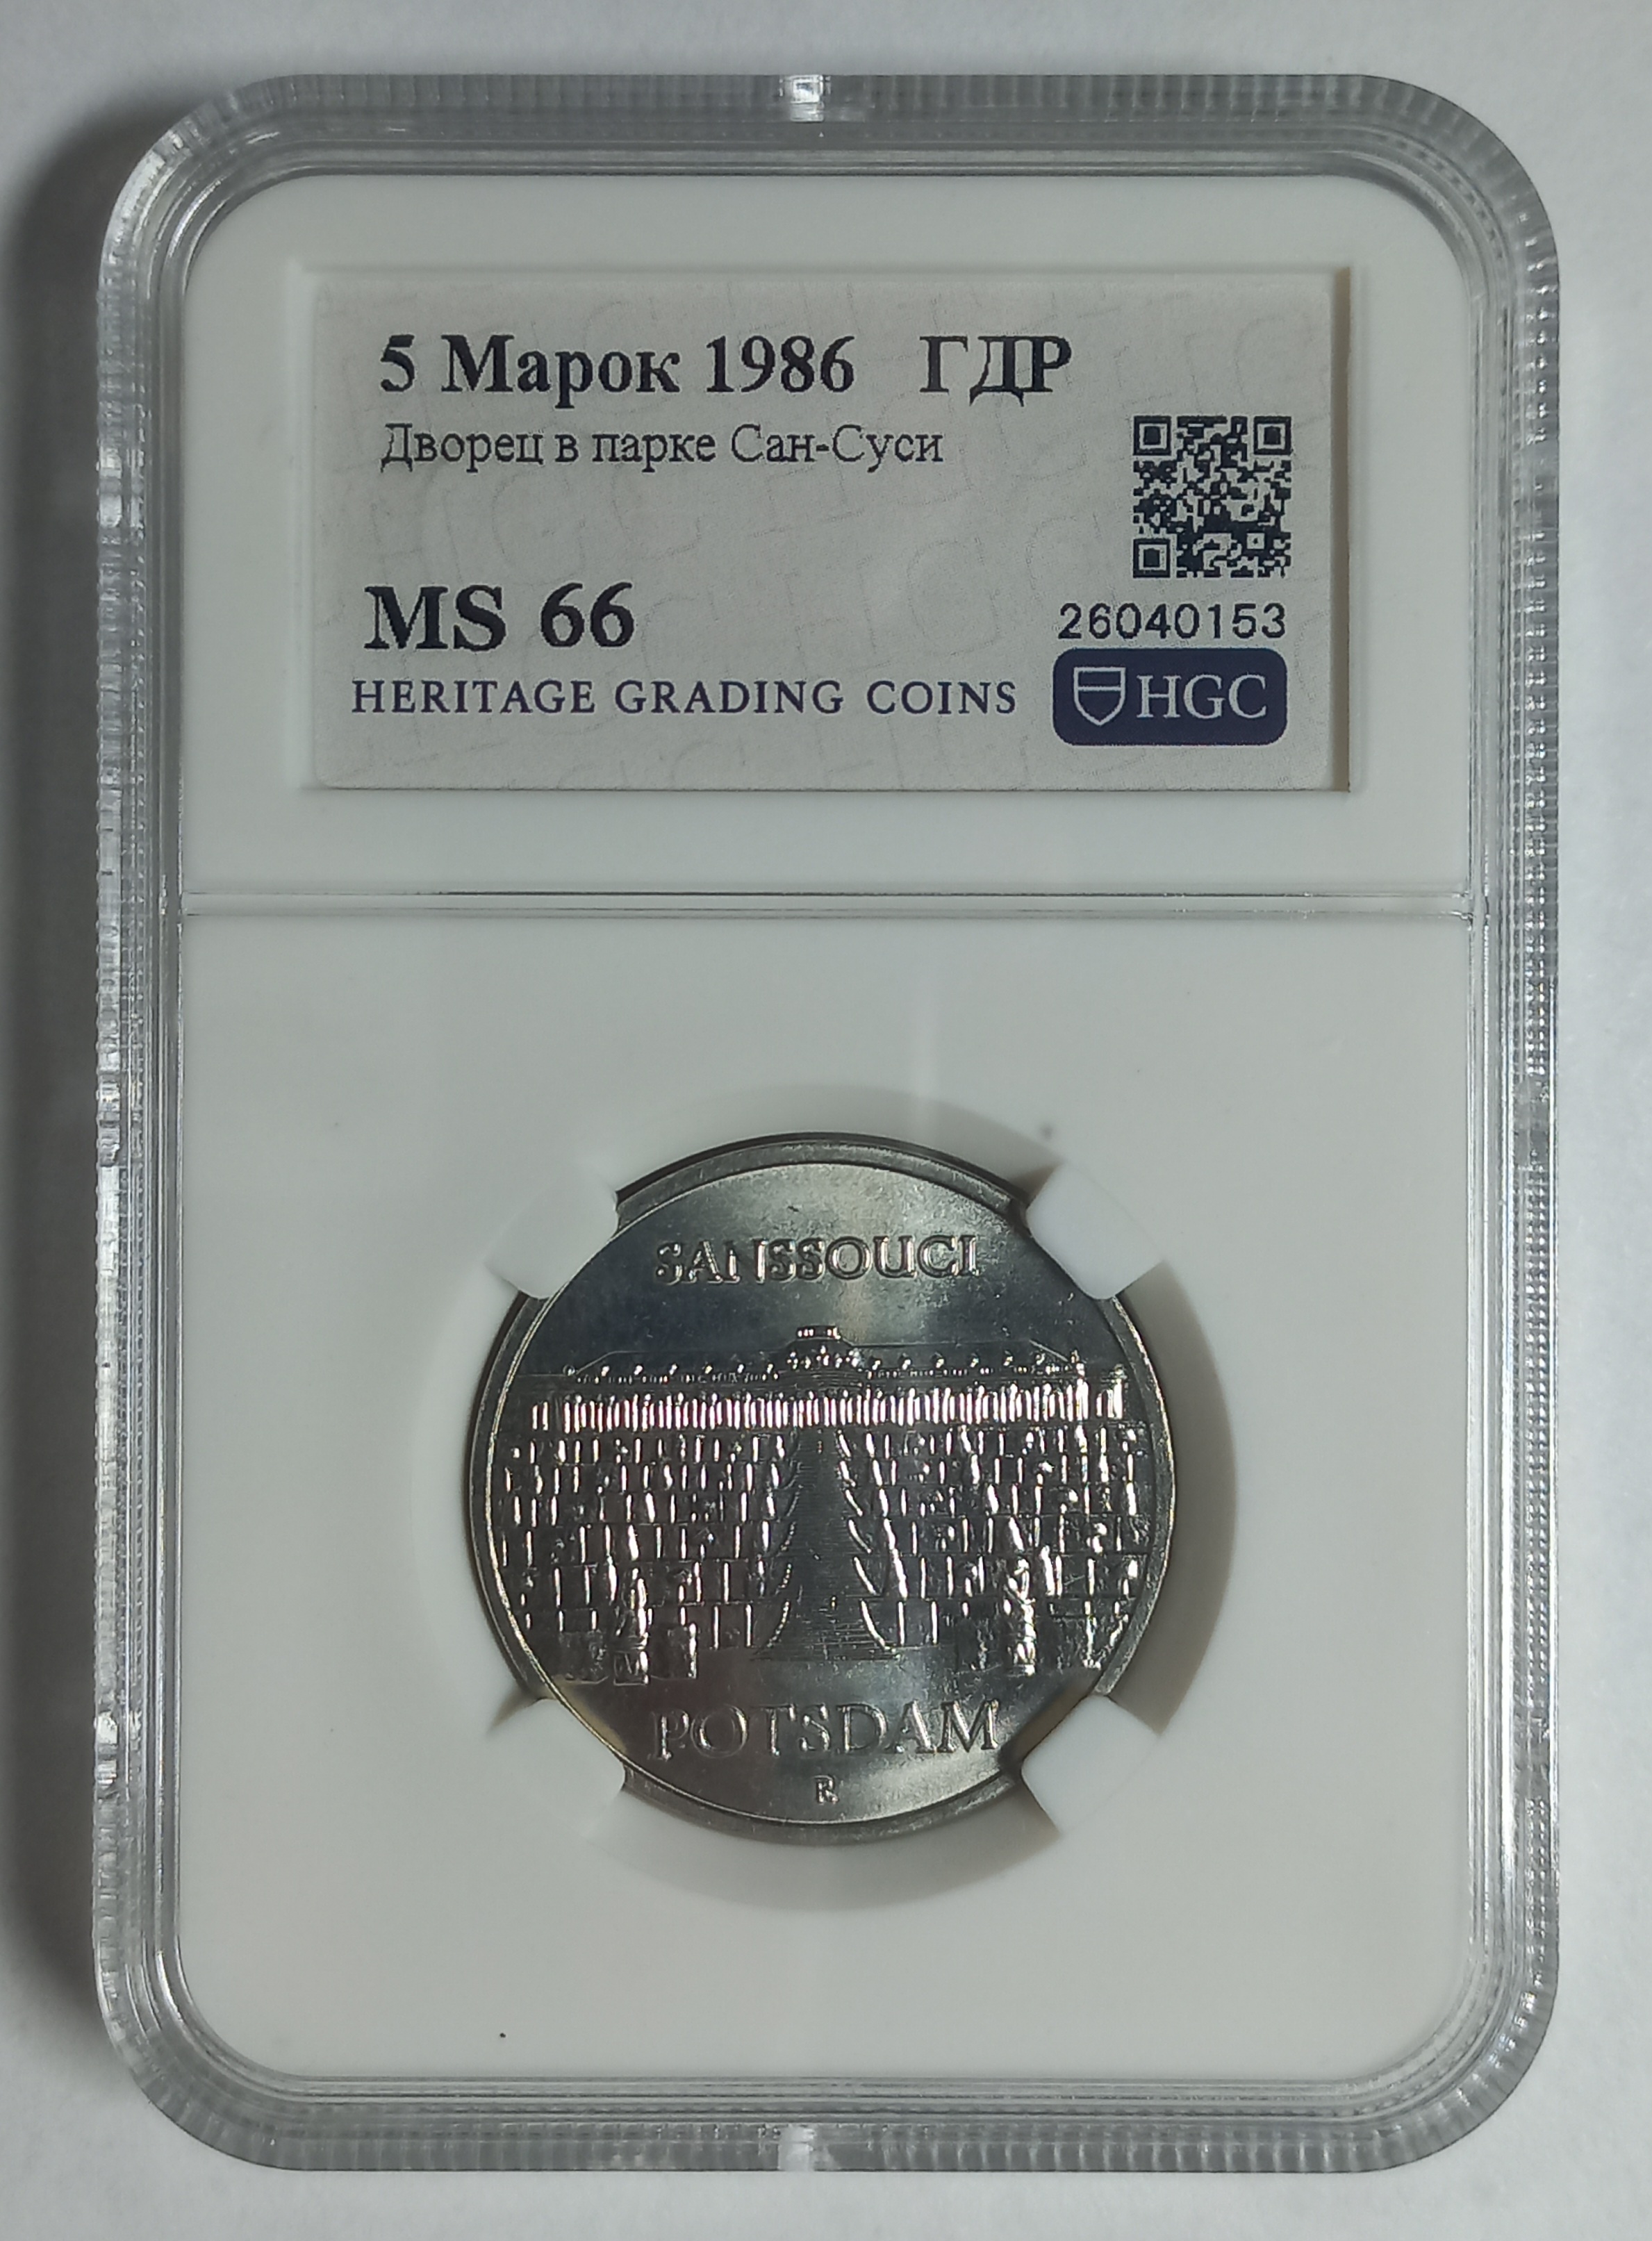 5 Марок 1986 ГДР
Дворец в парке Сан-Суси
MS 66
26040153
HERITAGE GRADING COINS
HGC
SANSSOUCI
POTSDAM
R